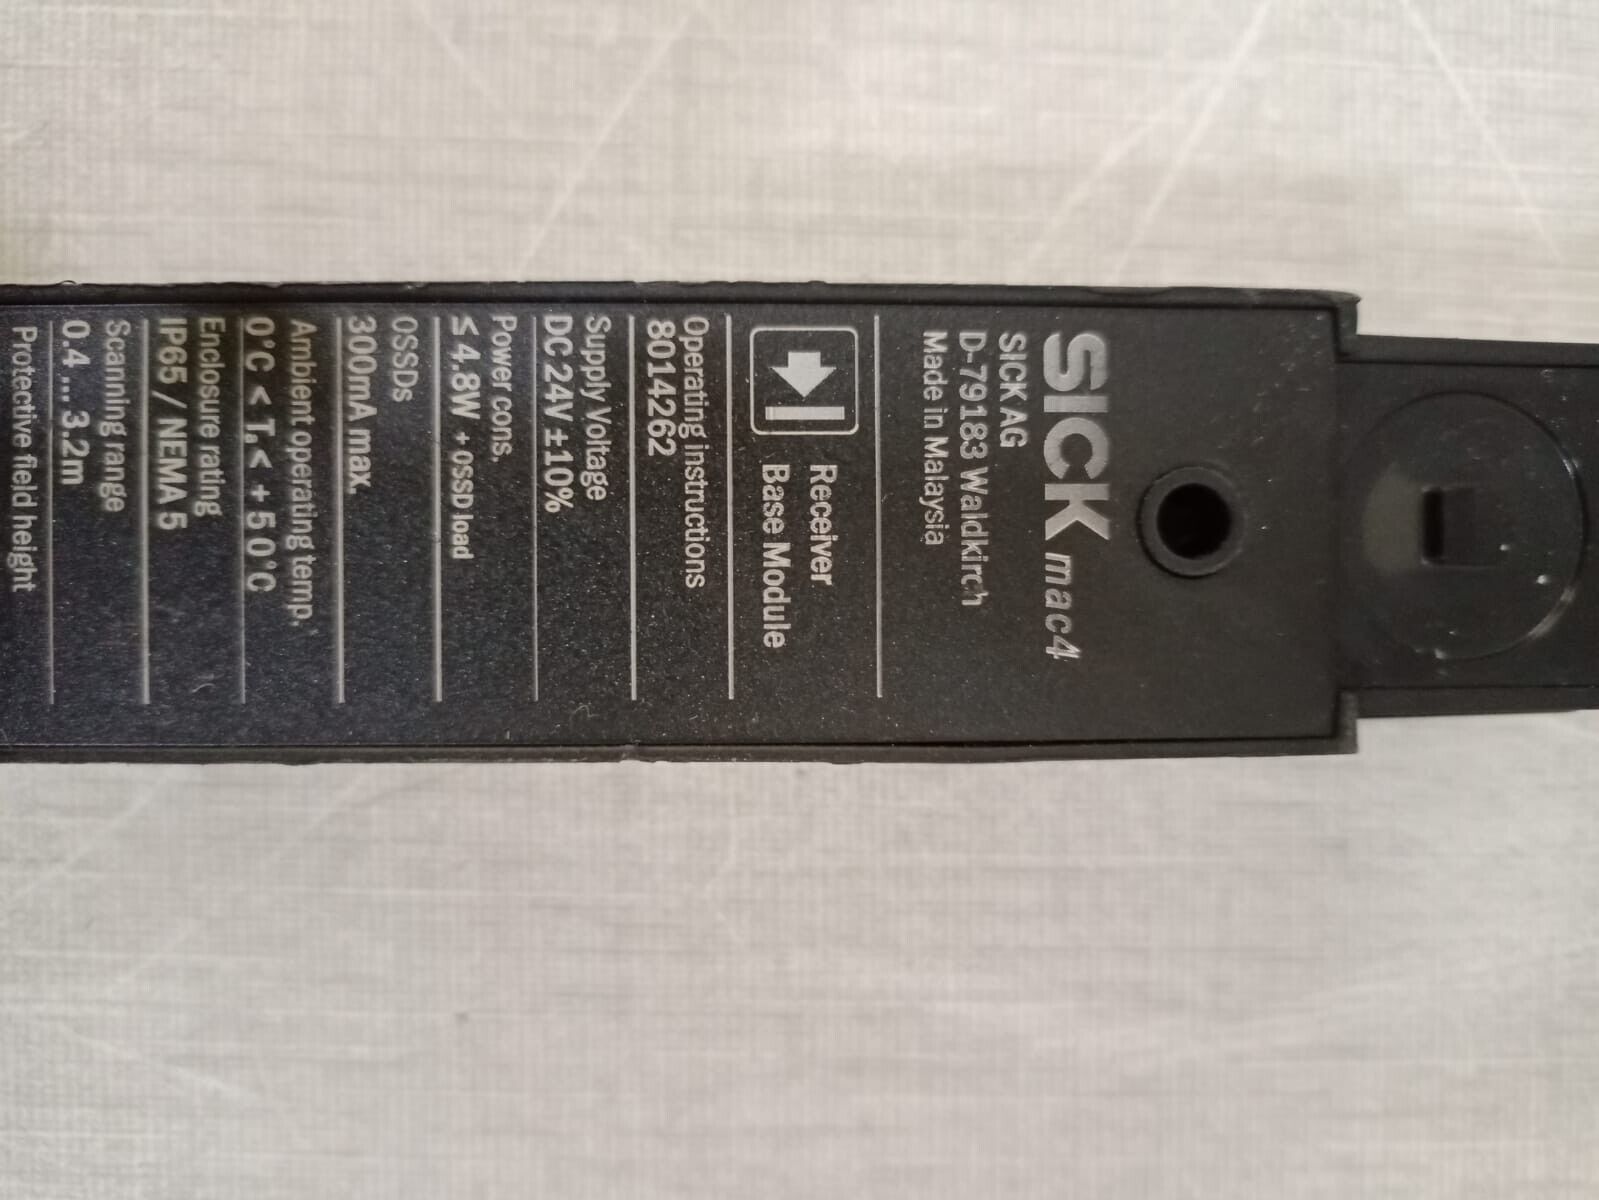 SICK mac4
SICK AG
D-79183 Waldkirch
Made in Malaysia
Receiver
Base Module
Operating instructions
8014262
Supply Voltage
DC 24V ±10%
Power cons.
≤ 4.8W + OSSD load
OSSDs
300mA max.
Ambient operating temp.
0°C < Tₐ < +50°C
Enclosure rating
IP65 / NEMA 5
Scanning range
0.4 ... 3.2m
Protective field height